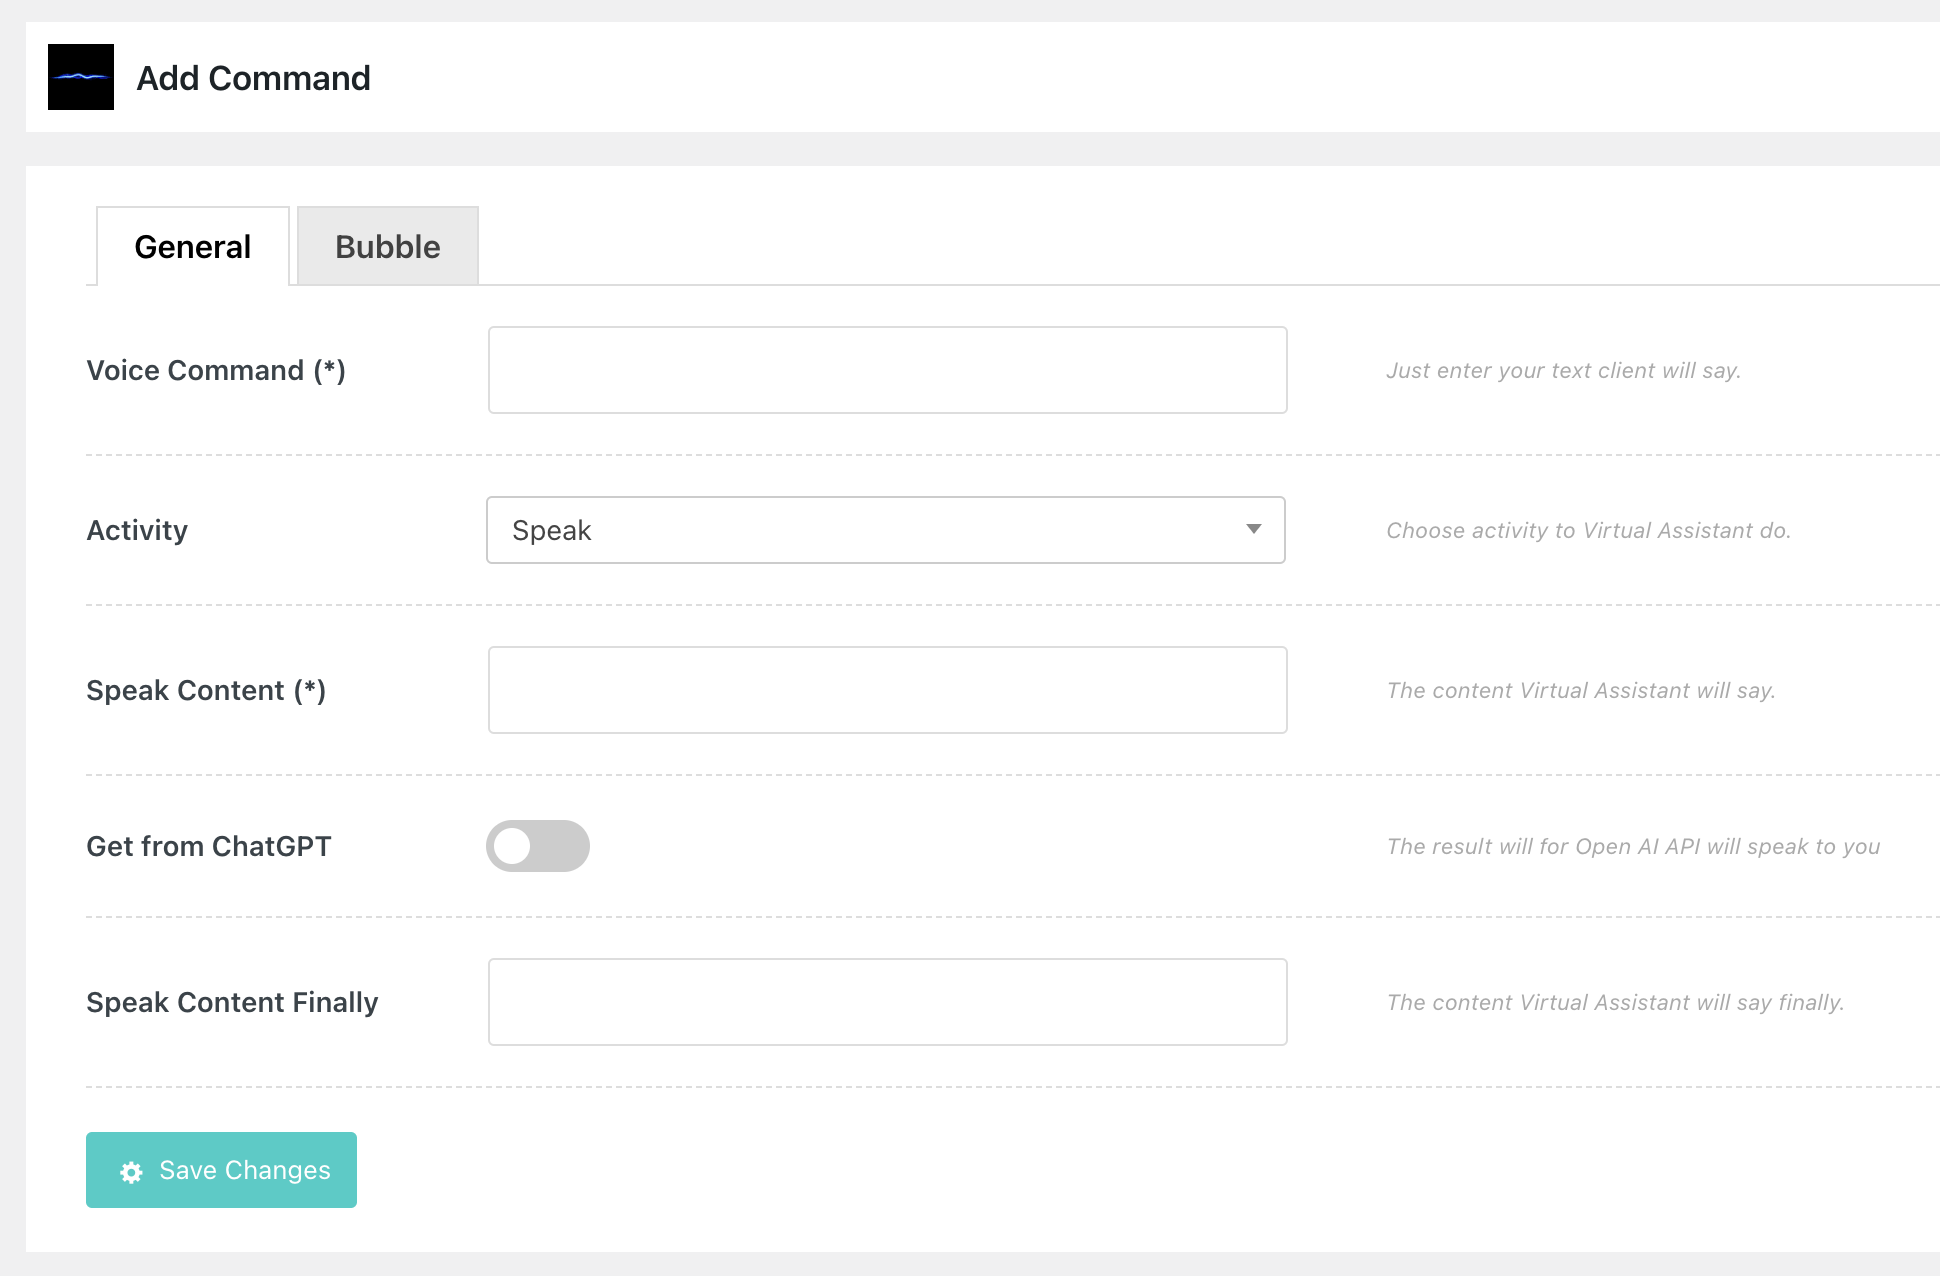 Add Command
General
Bubble
Voice Command (*)
Just enter your text client will say.
Activity
Speak
Choose activity to Virtual Assistant do.
Speak Content (*)
The content Virtual Assistant will say.
Get from ChatGPT
The result will for Open AI API will speak to you
Speak Content Finally
The content Virtual Assistant will say finally.
Save Changes